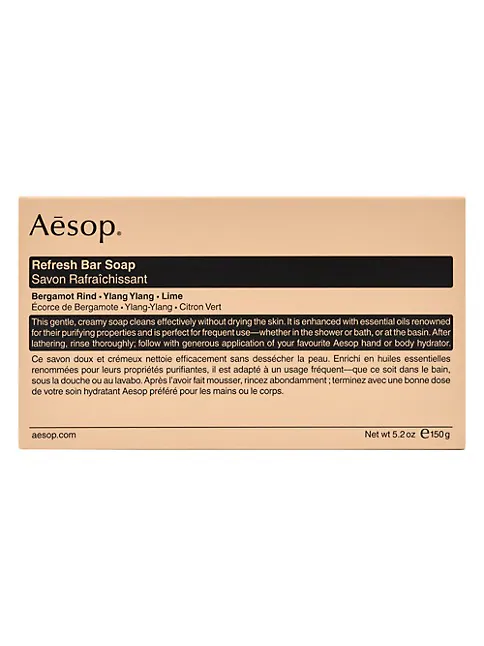 Aēsop®
Refresh Bar Soap
Savon Rafraîchissant
Bergamot Rind • Ylang Ylang • Lime
Écorce de Bergamote • Ylang-Ylang • Citron Vert
This gentle, creamy soap cleans effectively without drying the skin. It is enhanced with essential oils renowned
for their purifying properties and is perfect for frequent use—whether in the shower or bath, or at the basin. After
lathering, rinse thoroughly; follow with generous application of your favourite Aesop hand or body hydrator.
Ce savon doux et crémeux nettoie efficacement sans dessécher la peau. Enrichi en huiles essentielles
renommées pour leurs propriétés purifiantes, il est adapté à un usage fréquent—que ce soit dans le bain,
sous la douche ou au lavabo. Après l’avoir fait mousser, rincez abondamment ; terminez avec une bonne dose
de votre soin hydratant Aesop préféré pour les mains ou le corps.
aesop.com Net wt 5.2 oz ℮150 g